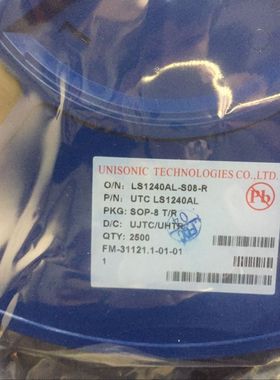 UNISONIC TECHNOLOGIES CO.,LTD.
O/N: LS1240AL-S08-R
P/N: UTC LS1240AL
PKG: SOP-8 T/R
D/C: UJTC/UHTR
QTY: 2500
FM-31121.1-01-01
1
Pb